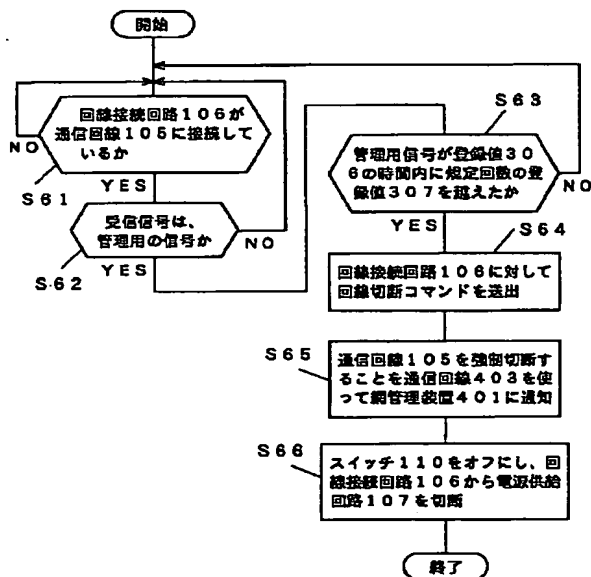 開始
回線接続回路106が
通信回線105に接続して
いるか
NO
S61
YES
受信信号は、
管理用の信号か
NO
S62
YES
S63
管理用信号が登録値30
6の時間内に規定回数の登
録値307を越えたか
NO
YES
S64
回線接続回路106に対して
回線切断コマンドを送出
S65
通信回線105を強制切断す
ることを通信回線403を使
って網管理装置401に通知
S66
スイッチ110をオフにし、回
線接続回路106から電源供給
回路107を切断
終了